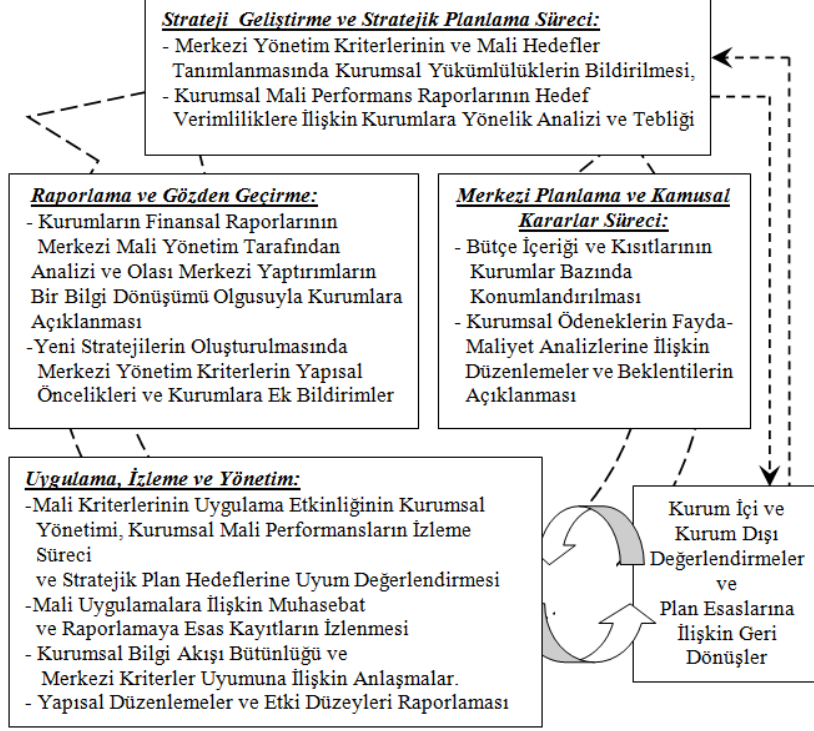 Strateji Geliştirme ve Stratejik Planlama Süreci:
- Merkezi Yönetim Kriterlerinin ve Mali Hedefler
Tanımlanmasında Kurumsal Yükümlülüklerin Bildirilmesi,
- Kurumsal Mali Performans Raporlarının Hedef
Verimliliklere İlişkin Kurumlara Yönelik Analizi ve Tebliği
Raporlama ve Gözden Geçirme:
- Kurumların Finansal Raporlarının
Merkezi Mali Yönetim Tarafından
Analizi ve Olası Merkezi Yaptırımların
Bir Bilgi Dönüşümü Olgusuyla Kurumlara
Açıklanması
-Yeni Stratejilerin Oluşturulmasında
Merkezi Yönetim Kriterlerin Yapısal
Öncelikleri ve Kurumlara Ek Bildirimler
Merkezi Planlama ve Kamusal
Kararlar Süreci:
- Bütçe İçeriği ve Kısıtlarının
Kurumlar Bazında
Konumlandırılması
- Kurumsal Ödeneklerin Fayda-
Maliyet Analizlerine İlişkin
Düzenlemeler ve Beklentilerin
Açıklanması
Uygulama, İzleme ve Yönetim:
-Mali Kriterlerinin Uygulama Etkinliğinin Kurumsal
Yönetimi, Kurumsal Mali Performansların İzleme
Süreci
ve Stratejik Plan Hedeflerine Uyum Değerlendirmesi
-Mali Uygulamalara İlişkin Muhasebat
ve Raporlamaya Esas Kayıtların İzlenmesi
- Kurumsal Bilgi Akışı Bütünlüğü ve
Merkezi Kriterler Uyumuna İlişkin Anlaşmalar.
- Yapısal Düzenlemeler ve Etki Düzeyleri Raporlaması
Kurum İçi ve
Kurum Dışı
Değerlendirmeler
ve
Plan Esaslarına
İlişkin Geri
Dönüşler